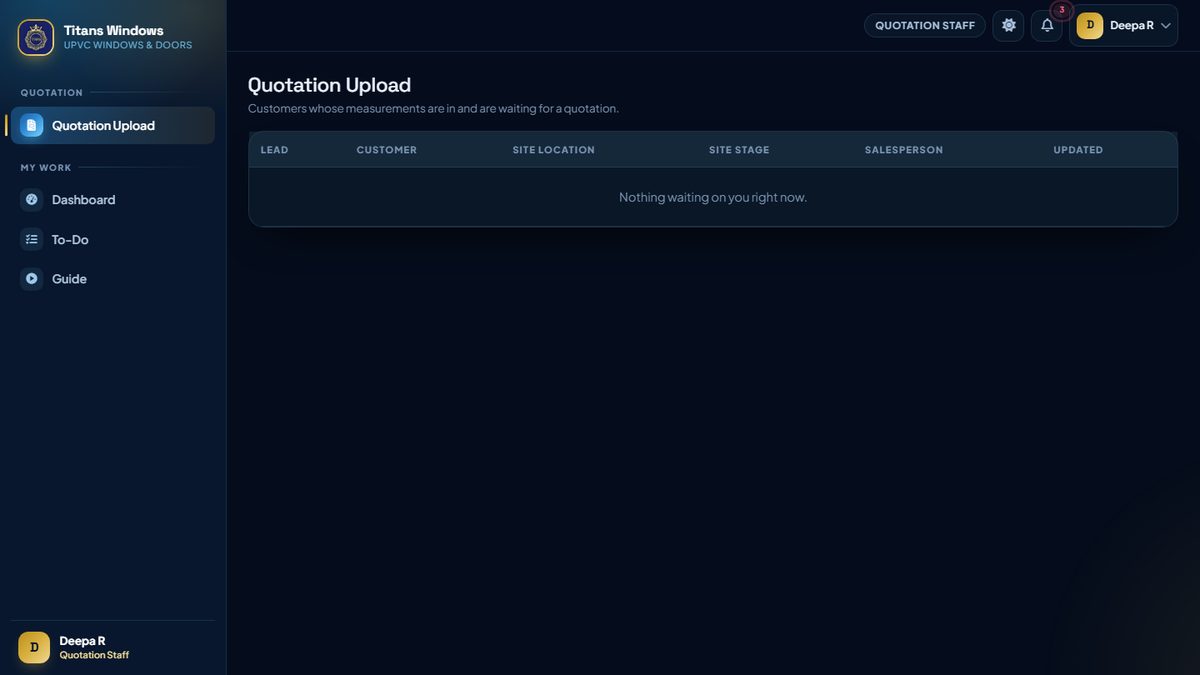 Titans Windows
UPVC WINDOWS & DOORS
QUOTATION
Quotation Upload
MY WORK
Dashboard
To-Do
Guide
Deepa R
Quotation Staff
D
QUOTATION STAFF
3
D
Deepa R
Quotation Upload
Customers whose measurements are in and are waiting for a quotation.
LEAD CUSTOMER SITE LOCATION SITE STAGE SALESPERSON UPDATED
Nothing waiting on you right now.